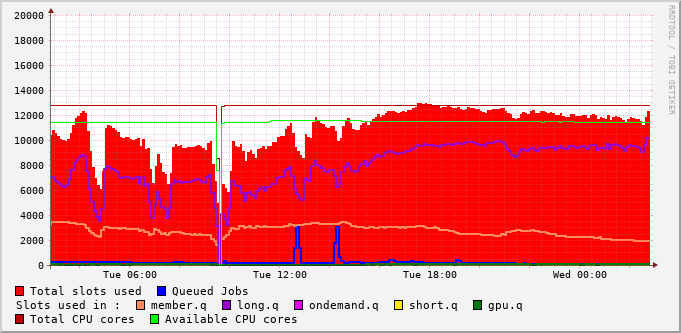 20000
18000
16000
14000
12000
10000
8000
6000
4000
2000
0
Tue 06:00 Tue 12:00 Tue 18:00 Wed 00:00
RRDTOOL / TOBI OETIKER
Total slots used Queued Jobs
Slots used in : member.q long.q ondemand.q short.q gpu.q
Total CPU cores Available CPU cores